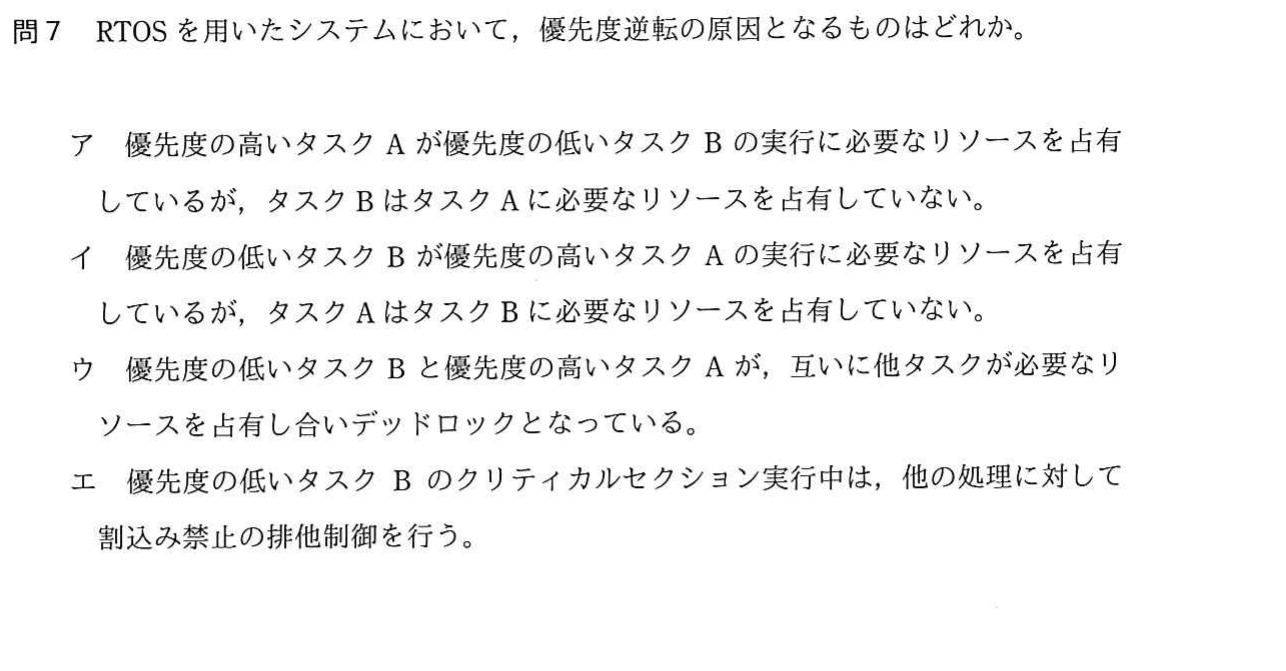 問7 RTOS を用いたシステムにおいて，優先度逆転の原因となるものはどれか。
ア 優先度の高いタスク A が優先度の低いタスク B の実行に必要なリソースを占有
しているが，タスク B はタスク A に必要なリソースを占有していない。
イ 優先度の低いタスク B が優先度の高いタスク A の実行に必要なリソースを占有
しているが，タスク A はタスク B に必要なリソースを占有していない。
ウ 優先度の低いタスク B と優先度の高いタスク A が，互いに他タスクが必要なリ
ソースを占有し合いデッドロックとなっている。
エ 優先度の低いタスク B のクリティカルセクション実行中は，他の処理に対して
割込み禁止の排他制御を行う。